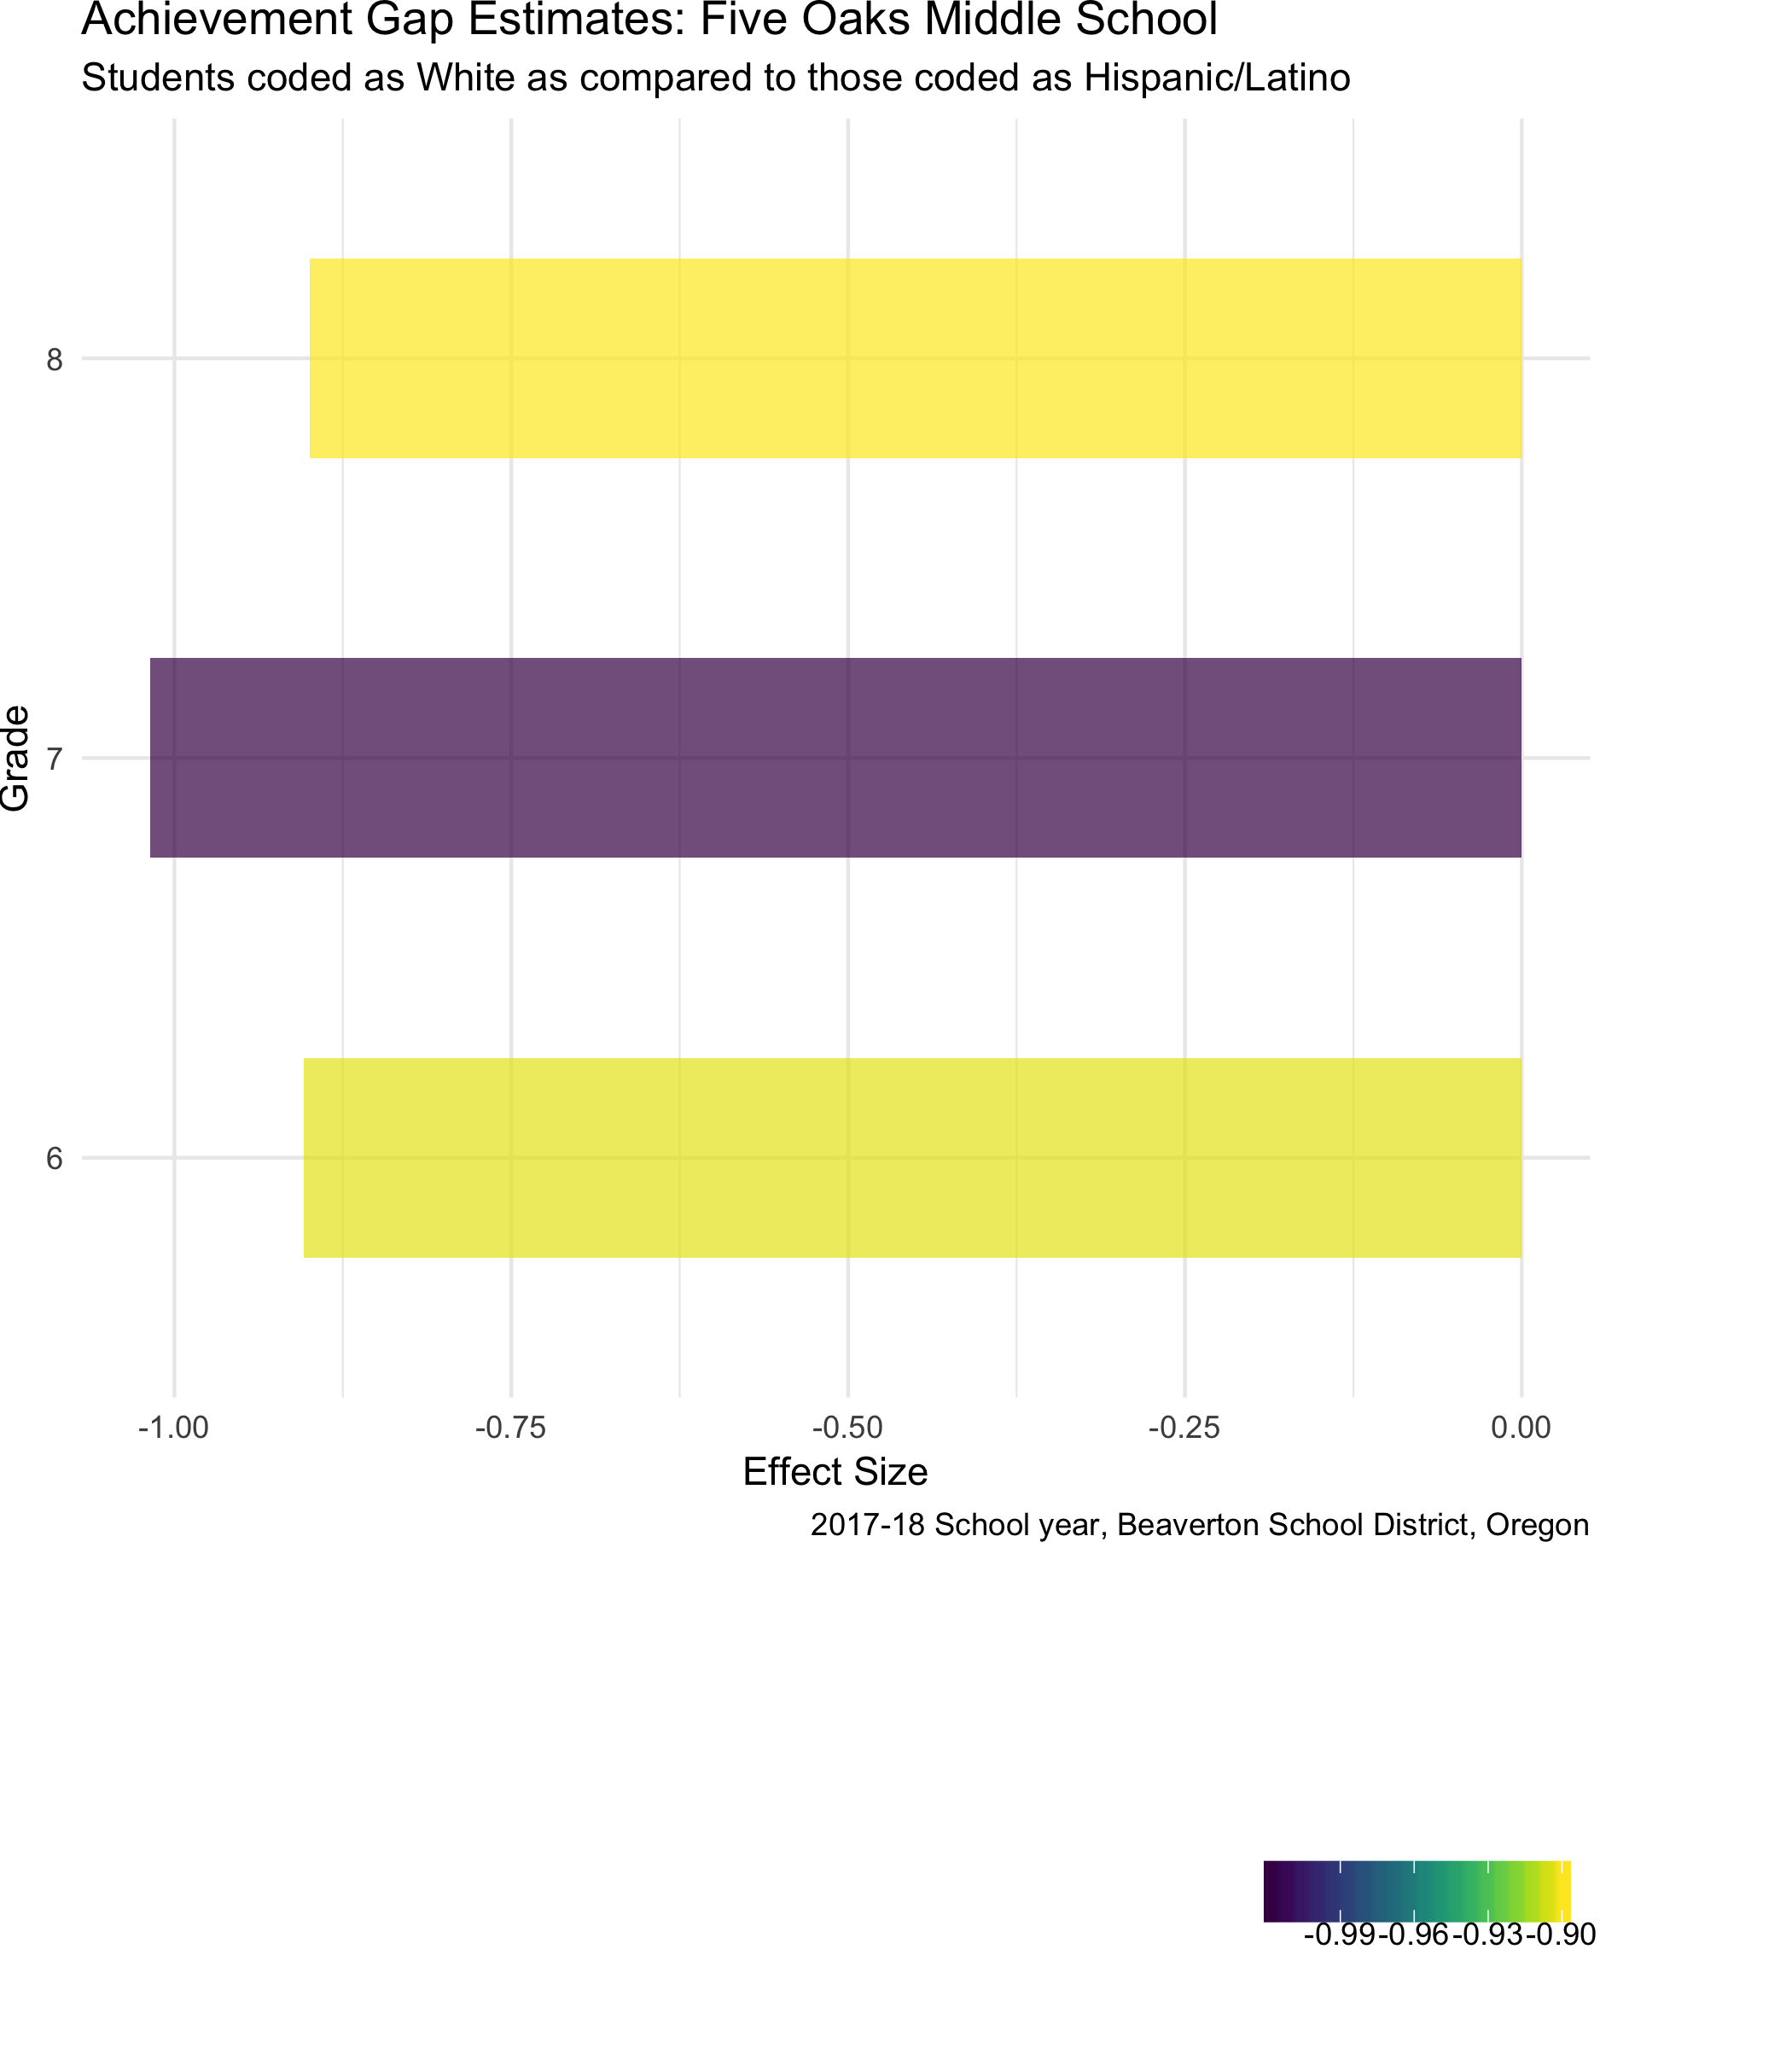 Achievement Gap Estimates: Five Oaks Middle School
Students coded as White as compared to those coded as Hispanic/Latino
8
7
6
Grade
-1.00 -0.75 -0.50 -0.25 0.00
Effect Size
2017-18 School year, Beaverton School District, Oregon
-0.99 -0.96 -0.93 -0.90